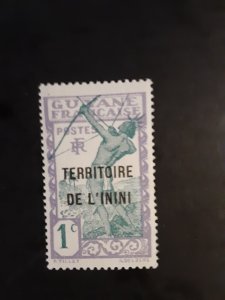 GUYANE
FRANÇAISE
POSTES
RF
TERRITOIRE
DE L'ININI
1c